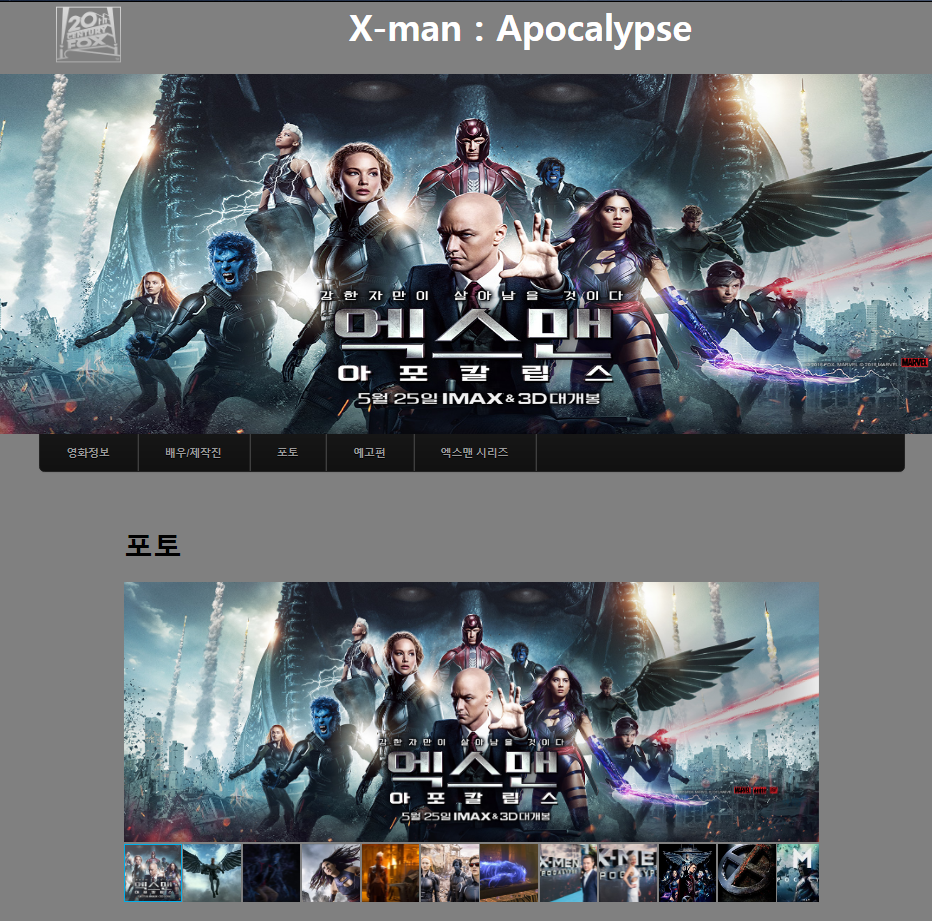 20th
CENTURY
FOX
X-man : Apocalypse
강한 자만이 살아남을 것이다
엑스맨
아포칼립스
5월 25일 IMAX & 3D 대개봉
MARVEL
영화정보
배우/제작진
포토
예고편
엑스맨 시리즈
포토
강한 자만이 살아남을 것이다
엑스맨
아포칼립스
5월 25일 IMAX & 3D 대개봉
엑스맨
X-MEN
APOCALYPSE
X-MEN